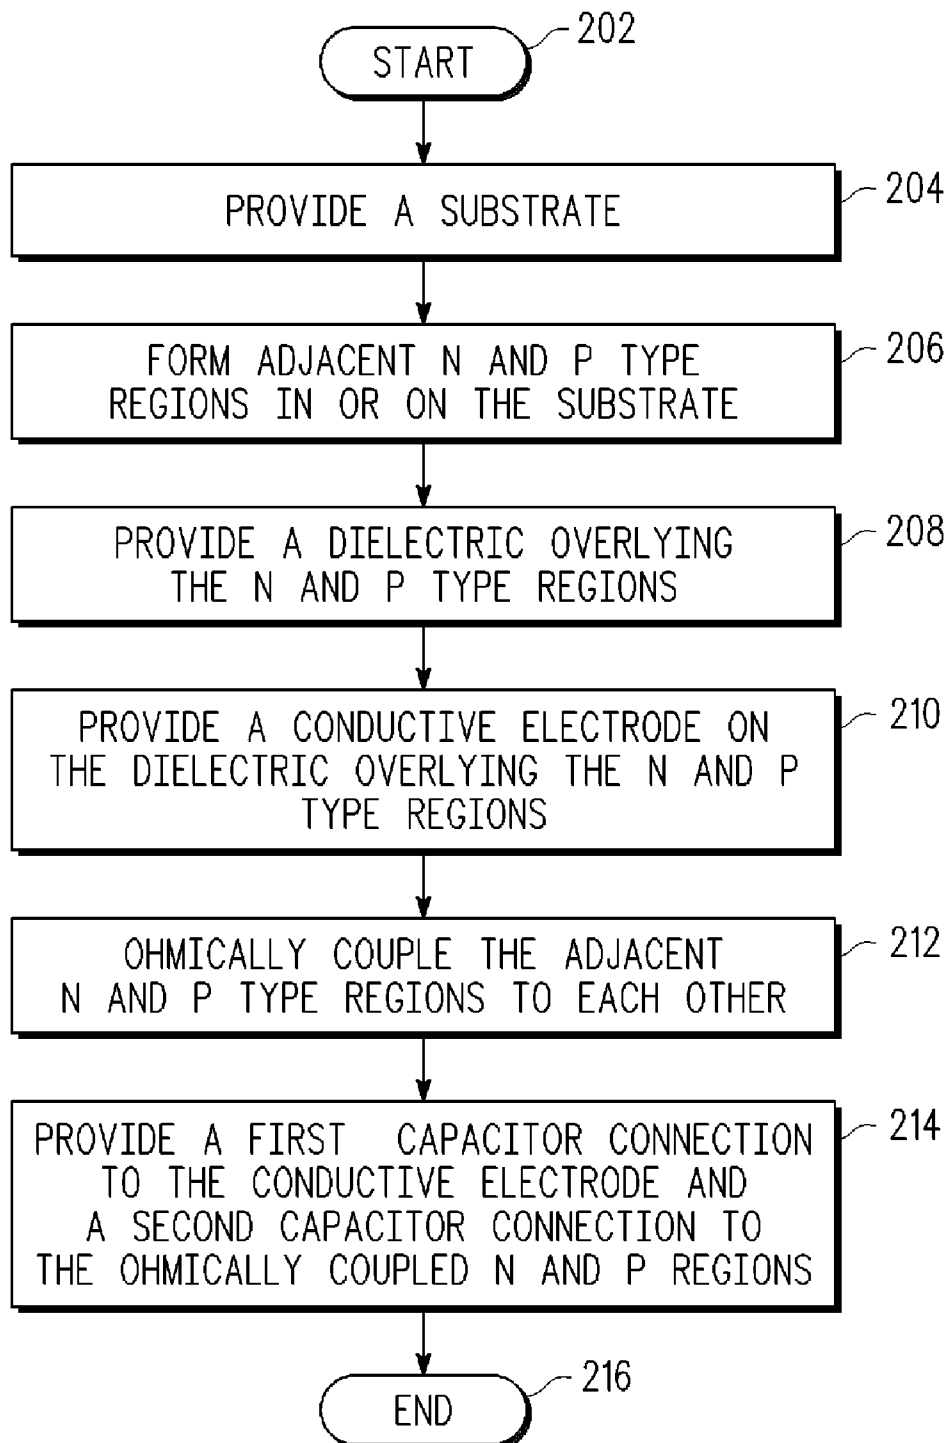 START
202
PROVIDE A SUBSTRATE
204
FORM ADJACENT N AND P TYPE
REGIONS IN OR ON THE SUBSTRATE
206
PROVIDE A DIELECTRIC OVERLYING
THE N AND P TYPE REGIONS
208
PROVIDE A CONDUCTIVE ELECTRODE ON
THE DIELECTRIC OVERLYING THE N AND P
TYPE REGIONS
210
OHMICALLY COUPLE THE ADJACENT
N AND P TYPE REGIONS TO EACH OTHER
212
PROVIDE A FIRST CAPACITOR CONNECTION
TO THE CONDUCTIVE ELECTRODE AND
A SECOND CAPACITOR CONNECTION TO
THE OHMICALLY COUPLED N AND P REGIONS
214
END
216